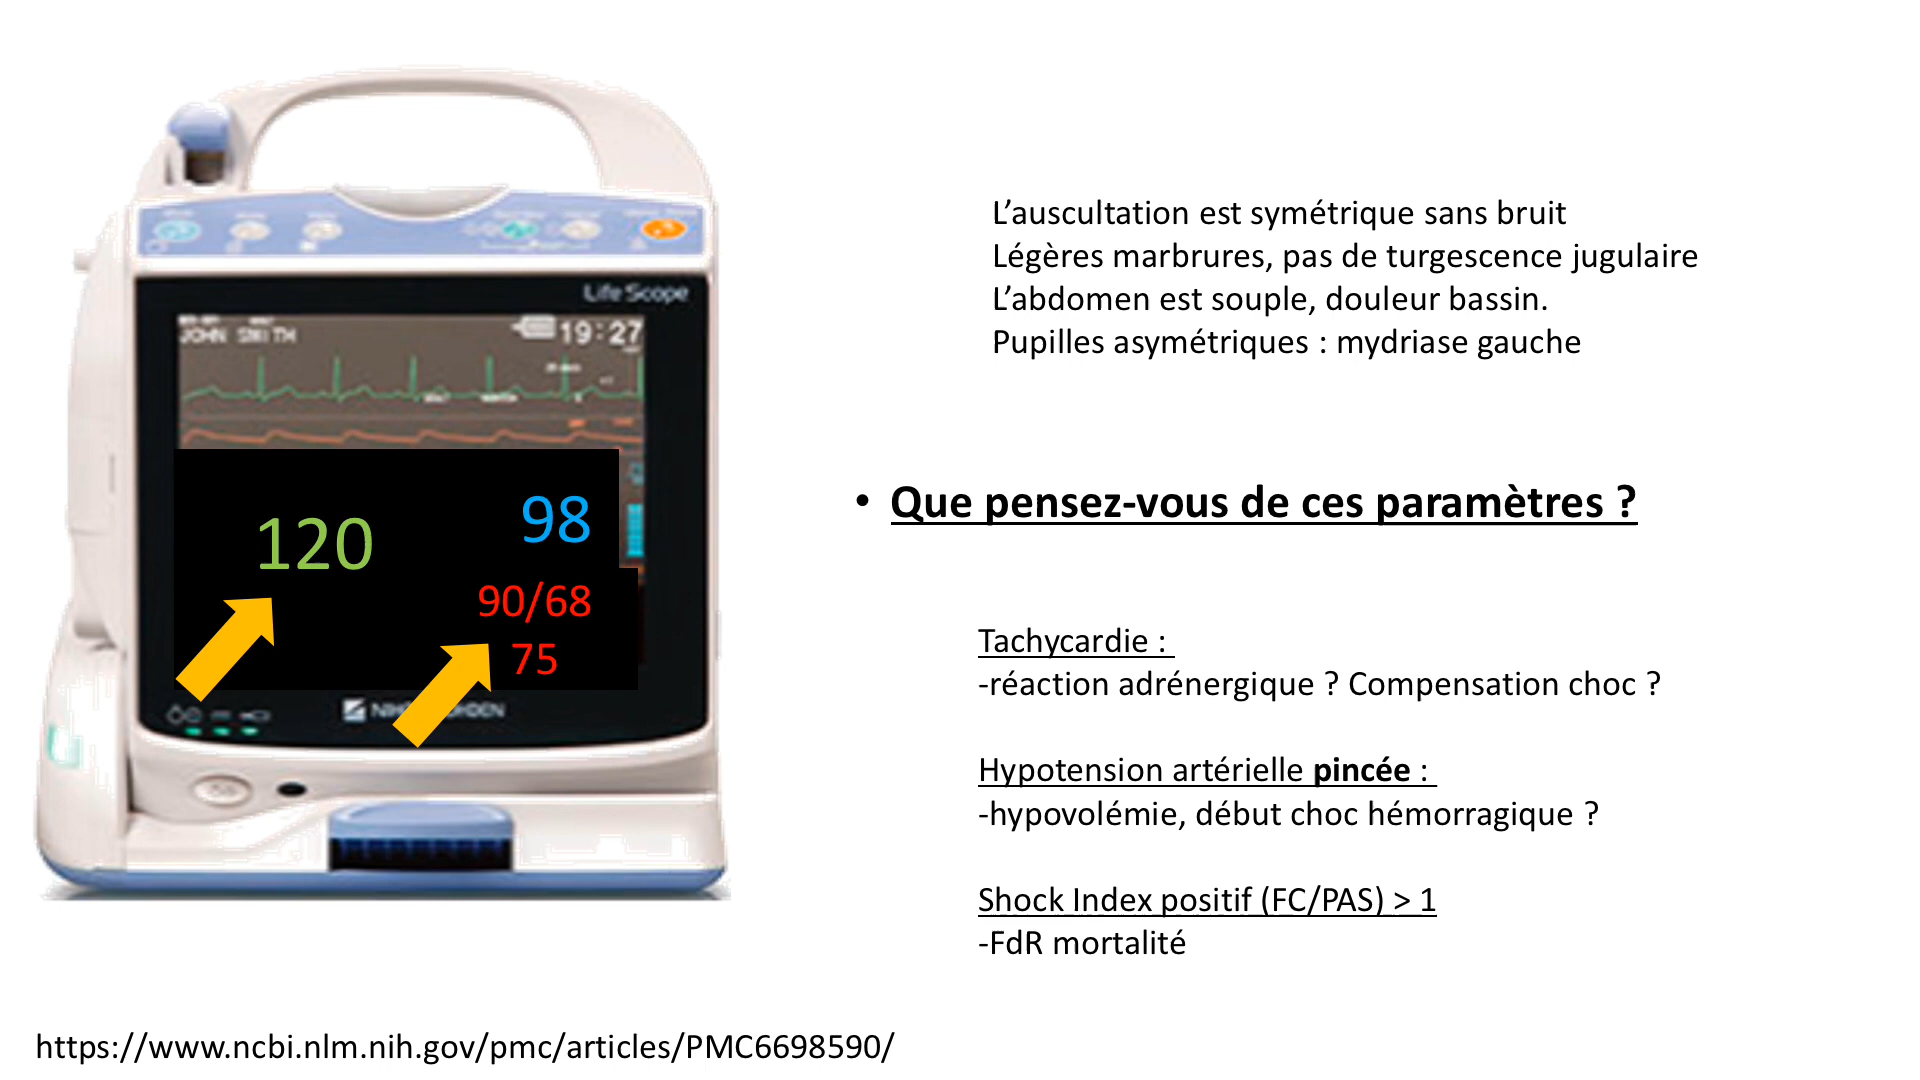 Life Scope
JOHN SMITH
19:27
120
98
90/68
75
L’auscultation est symétrique sans bruit
Légères marbrures, pas de turgescence jugulaire
L’abdomen est souple, douleur bassin.
Pupilles asymétriques : mydriase gauche
• Que pensez-vous de ces paramètres ?
Tachycardie :
-réaction adrénergique ? Compensation choc ?
Hypotension artérielle pincée :
-hypovolémie, début choc hémorragique ?
Shock Index positif (FC/PAS) > 1
-FdR mortalité
https://www.ncbi.nlm.nih.gov/pmc/articles/PMC6698590/